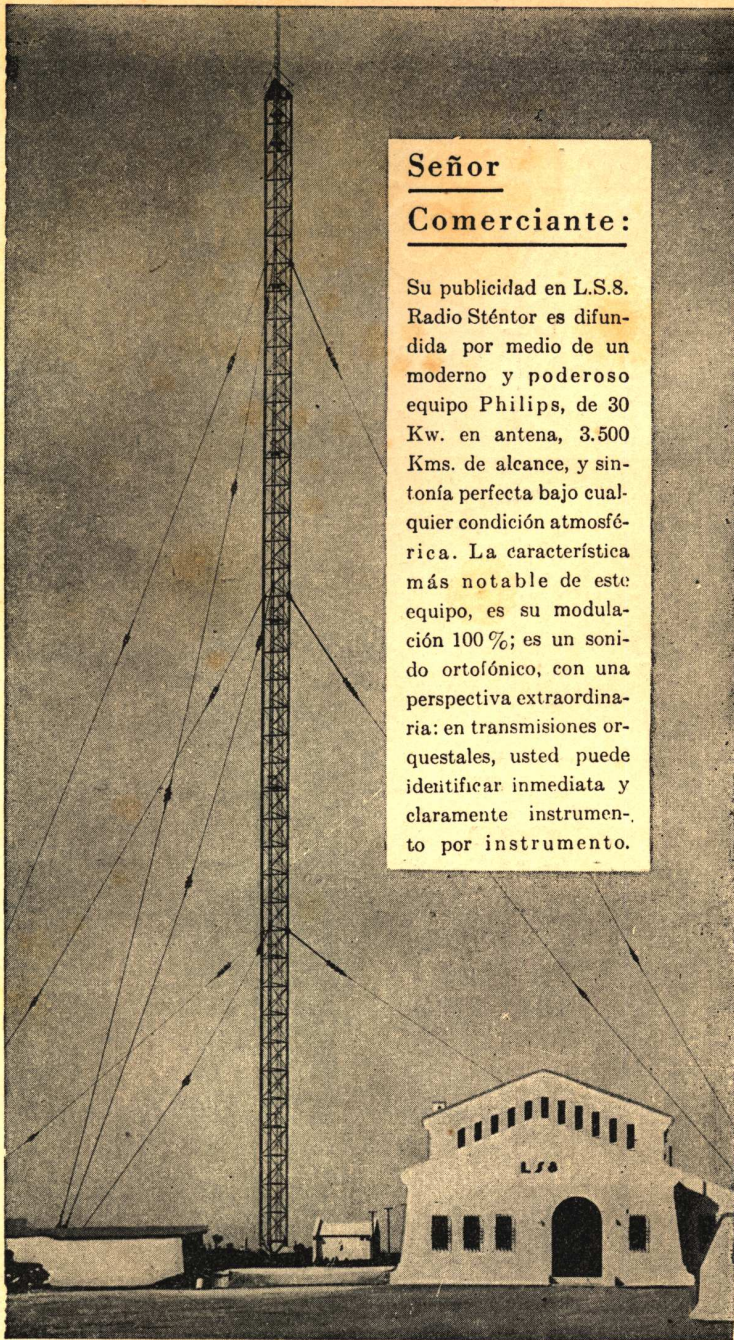 Señor
Comerciante:
Su publicidad en L.S.8.
Radio Sténtor es difun-
dida por medio de un
moderno y poderoso
equipo Philips, de 30
Kw. en antena, 3.500
Kms. de alcance, y sin-
tonía perfecta bajo cual-
quier condición atmosfé-
rica. La característica
más notable de este
equipo, es su modula-
ción 100 %; es un soni-
do ortofónico, con una
perspectiva extraordina-
ria: en transmisiones or-
questales, usted puede
identificar inmediata y
claramente instrumen-
to por instrumento.
LS8